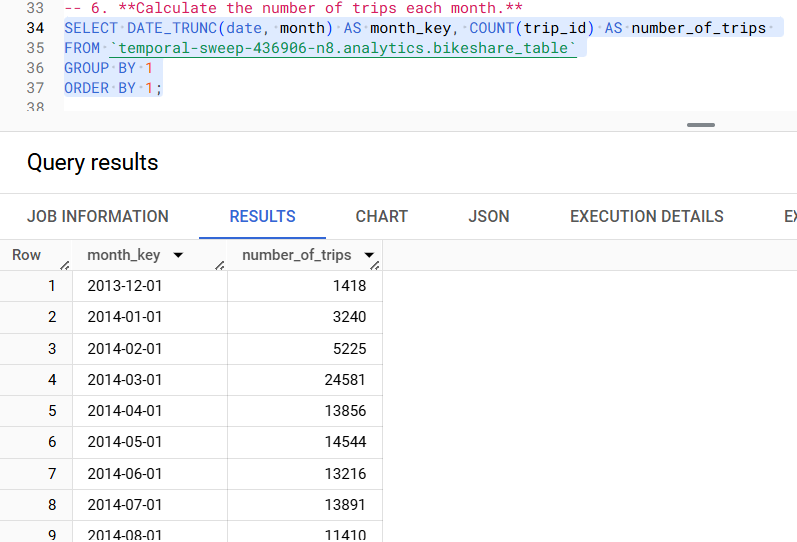 33 -- 6. **Calculate the number of trips each month.**
34 SELECT DATE_TRUNC(date, month) AS month_key, COUNT(trip_id) AS number_of_trips
35 FROM `temporal-sweep-436906-n8.analytics.bikeshare_table`
36 GROUP BY 1
37 ORDER BY 1;
38
Query results
JOB INFORMATION RESULTS CHART JSON EXECUTION DETAILS
Row month_key number_of_trips
1 2013-12-01 1418
2 2014-01-01 3240
3 2014-02-01 5225
4 2014-03-01 24581
5 2014-04-01 13856
6 2014-05-01 14544
7 2014-06-01 13216
8 2014-07-01 13891
9 2014-08-01 11410